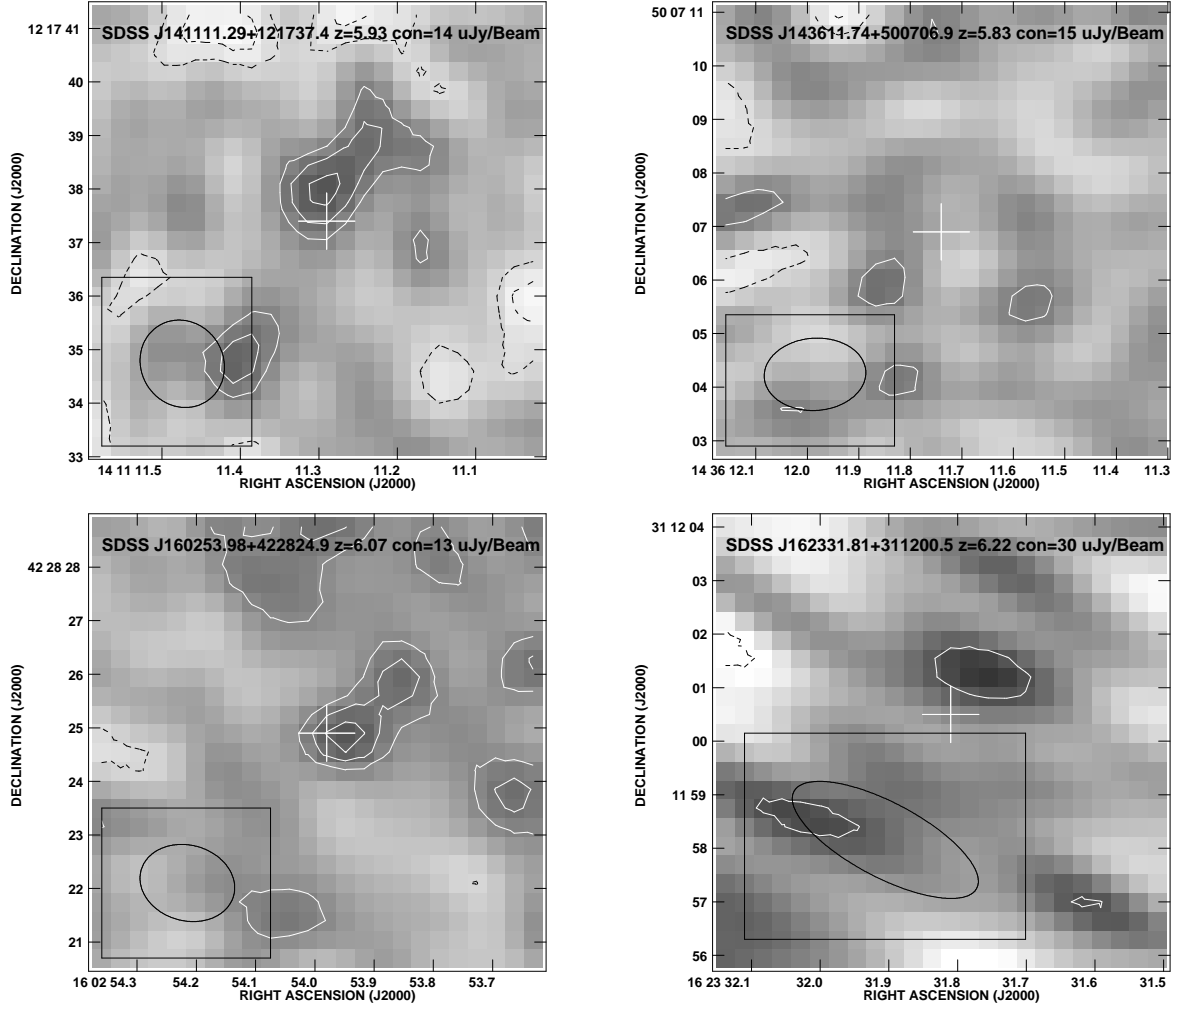 SDSS J141111.29+121737.4 z=5.93 con=14 uJy/Beam
DECLINATION (J2000)
12 17 41
40
39
38
37
36
35
34
33
14 11 11.5 11.4 11.3 11.2 11.1
RIGHT ASCENSION (J2000)
SDSS J143611.74+500706.9 z=5.83 con=15 uJy/Beam
DECLINATION (J2000)
50 07 11
10
09
08
07
06
05
04
03
14 36 12.1 12.0 11.9 11.8 11.7 11.6 11.5 11.4 11.3
RIGHT ASCENSION (J2000)
SDSS J160253.98+422824.9 z=6.07 con=13 uJy/Beam
DECLINATION (J2000)
42 28 28
27
26
25
24
23
22
21
16 02 54.3 54.2 54.1 54.0 53.9 53.8 53.7
RIGHT ASCENSION (J2000)
SDSS J162331.81+311200.5 z=6.22 con=30 uJy/Beam
DECLINATION (J2000)
31 12 04
03
02
01
00
11 59
58
57
56
16 23 32.1 32.0 31.9 31.8 31.7 31.6 31.5
RIGHT ASCENSION (J2000)